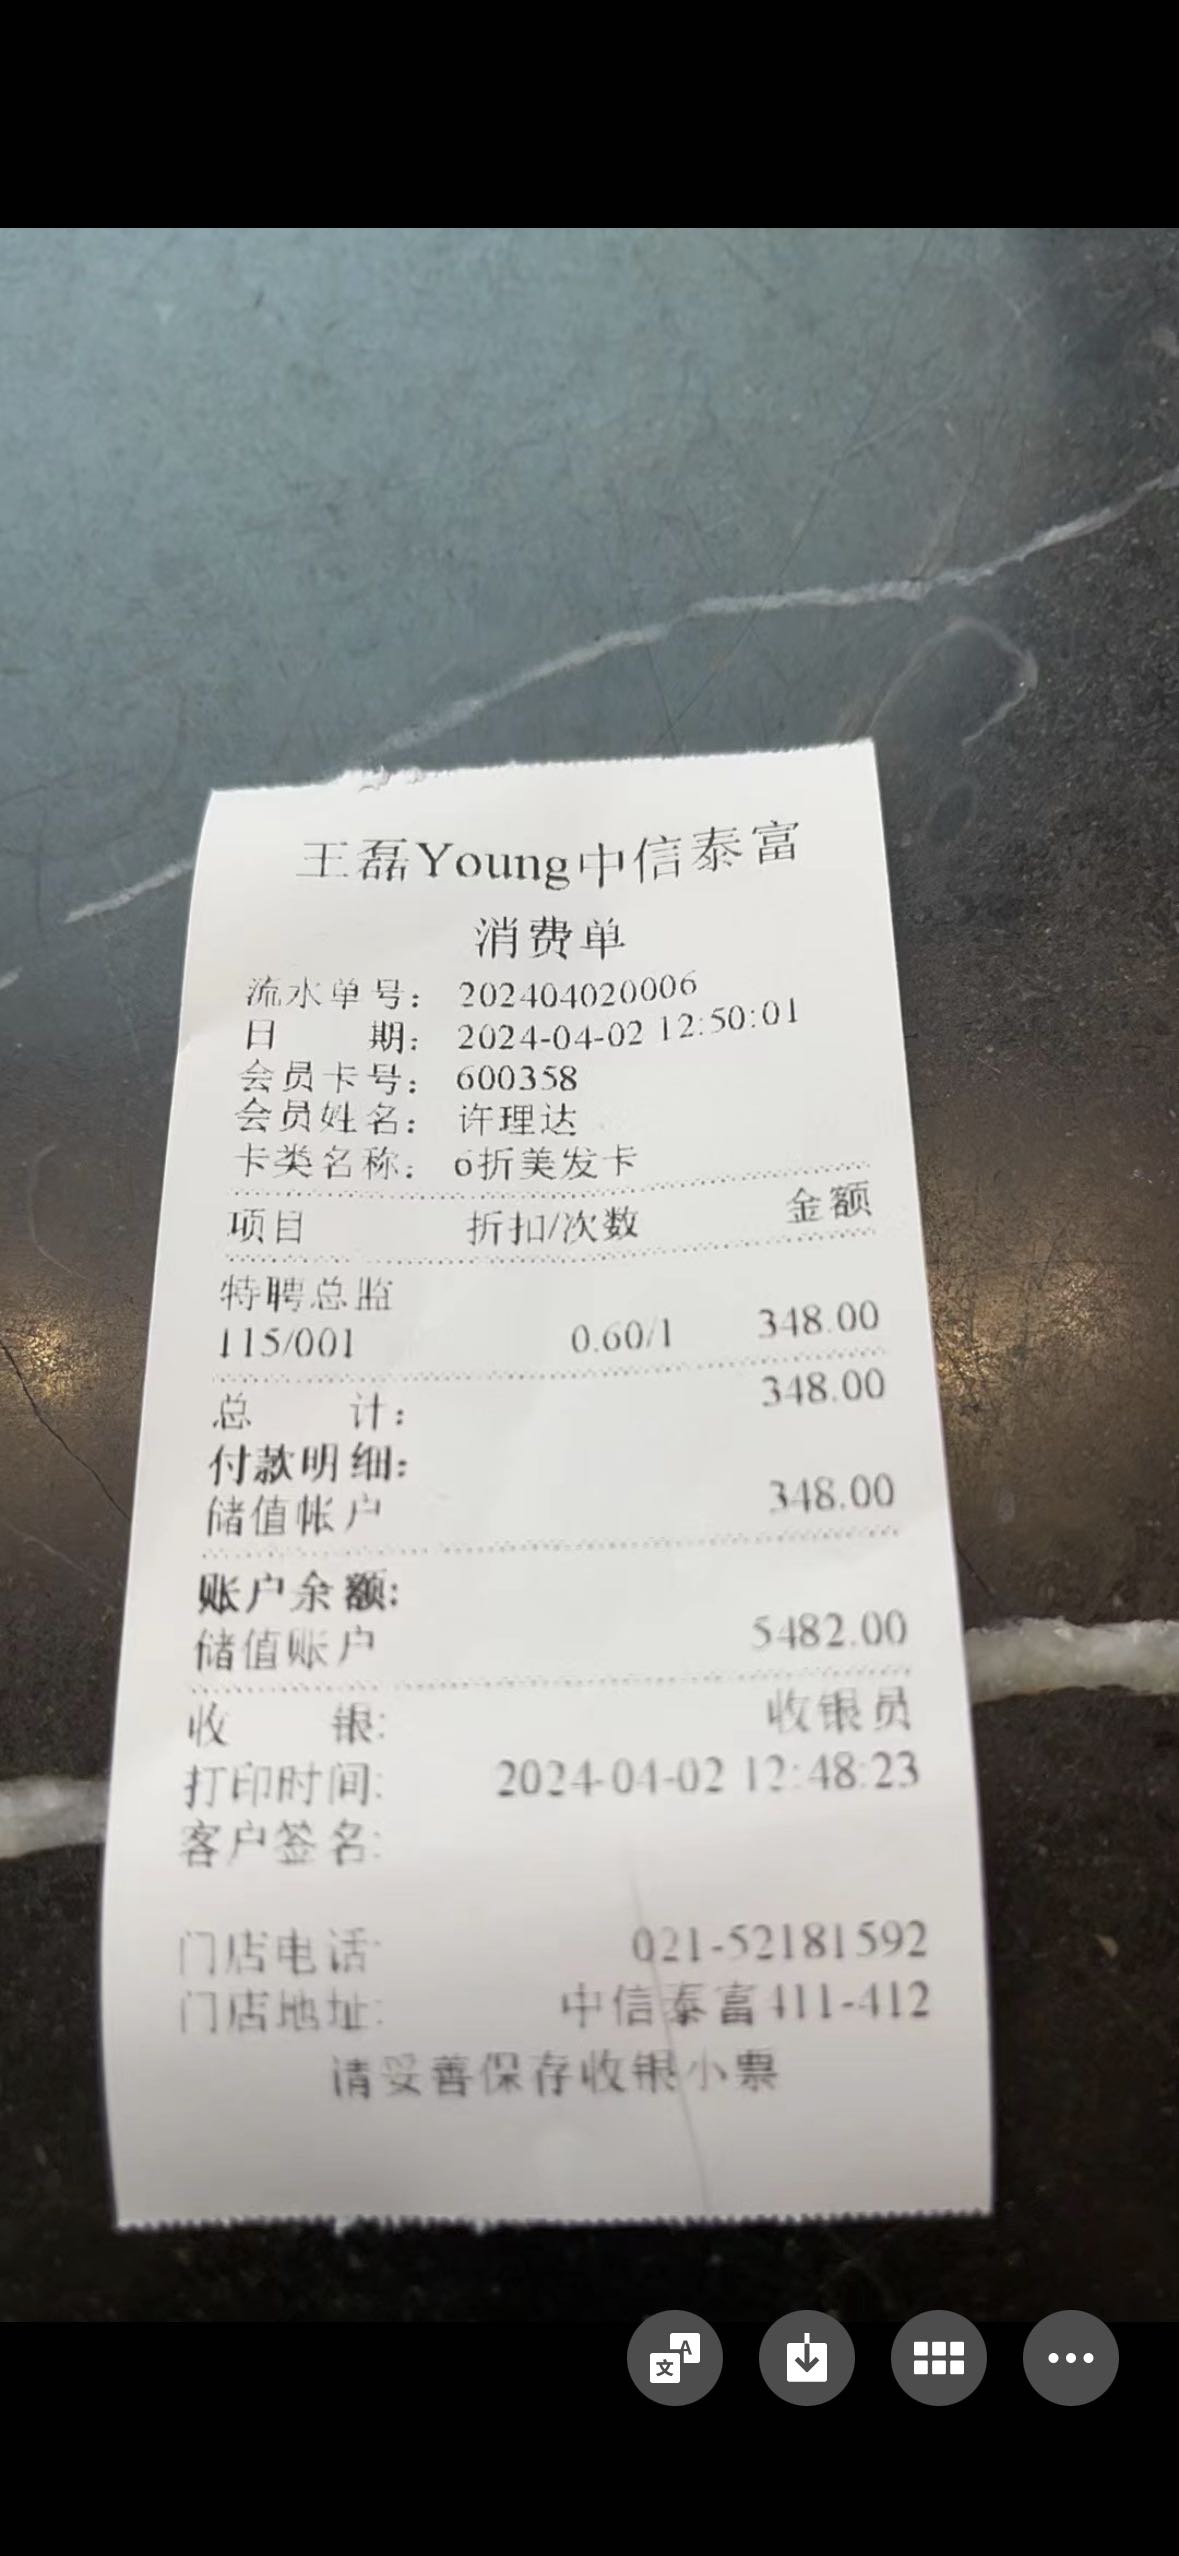 王磊Young中信泰富
消费单
流水单号： 202404020006
日 期： 2024-04-02 12:50:01
会员卡号： 600358
会员姓名： 许理达
卡类名称： 6折美发卡
项目 折扣/次数 金额
特聘总监
115/001 0.60/1 348.00
总 计： 348.00
付款明细：
储值帐户 348.00
账户余额:
储值账户 5482.00
收 银: 收银员
打印时间: 2024-04-02 12:48:23
客户签名:
门店电话: 021-52181592
门店地址: 中信泰富411-412
请妥善保存收银小票